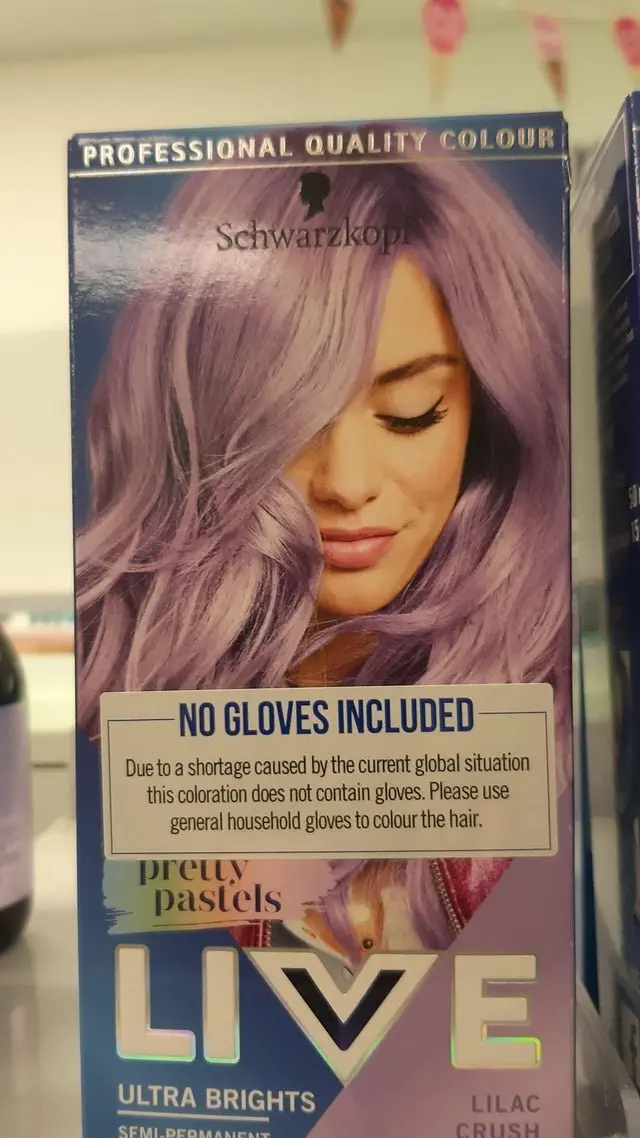 PROFESSIONAL QUALITY COLOUR
Schwarzkopf
NO GLOVES INCLUDED
Due to a shortage caused by the current global situation
this coloration does not contain gloves. Please use
general household gloves to colour the hair.
pretty
pastels
LIVE
ULTRA BRIGHTS
LILAC
SEMI-PERMANENT
CRUSH